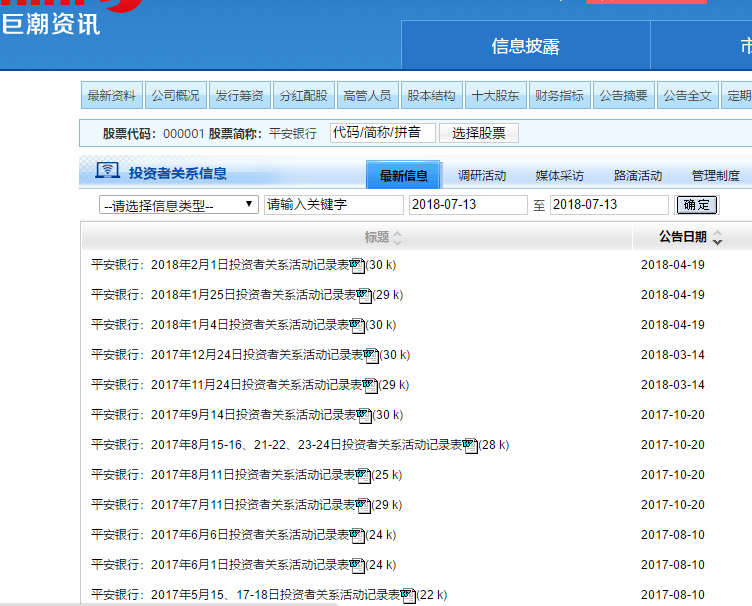 巨潮资讯
信息披露
市
最新资料 公司概况 发行筹资 分红配股 高管人员 股本结构 十大股东 财务指标 公告摘要 公告全文 定期
股票代码：000001 股票简称：平安银行 代码/简称/拼音 选择股票
投资者关系信息 最新信息 调研活动 媒体采访 路演活动 管理制度
--请选择信息类型-- 请输入关键字 2018-07-13 至 2018-07-13 确 定
标题 公告日期
平安银行：2018年2月1日投资者关系活动记录表(30 k) 2018-04-19
平安银行：2018年1月25日投资者关系活动记录表(29 k) 2018-04-19
平安银行：2018年1月4日投资者关系活动记录表(30 k) 2018-04-19
平安银行：2017年12月24日投资者关系活动记录表(30 k) 2018-03-14
平安银行：2017年11月24日投资者关系活动记录表(29 k) 2018-03-14
平安银行：2017年9月14日投资者关系活动记录表(30 k) 2017-10-20
平安银行：2017年8月15-16、21-22、23-24日投资者关系活动记录表(28 k) 2017-10-20
平安银行：2017年8月11日投资者关系活动记录表(25 k) 2017-10-20
平安银行：2017年7月11日投资者关系活动记录表(29 k) 2017-10-20
平安银行：2017年6月6日投资者关系活动记录表(24 k) 2017-08-10
平安银行：2017年6月1日投资者关系活动记录表(24 k) 2017-08-10
平安银行：2017年5月15、17-18日投资者关系活动记录表(22 k) 2017-08-10